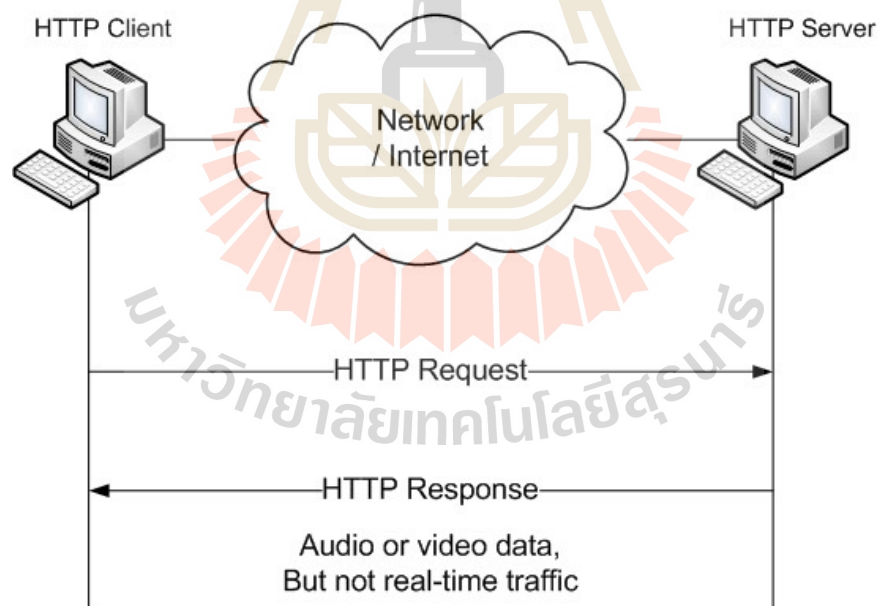 HTTP Client
HTTP Server
Network
/ Internet
HTTP Request
มหาวิทยาลัยเทคโนโลยีสุรนารี
HTTP Response
Audio or video data,
But not real-time traffic